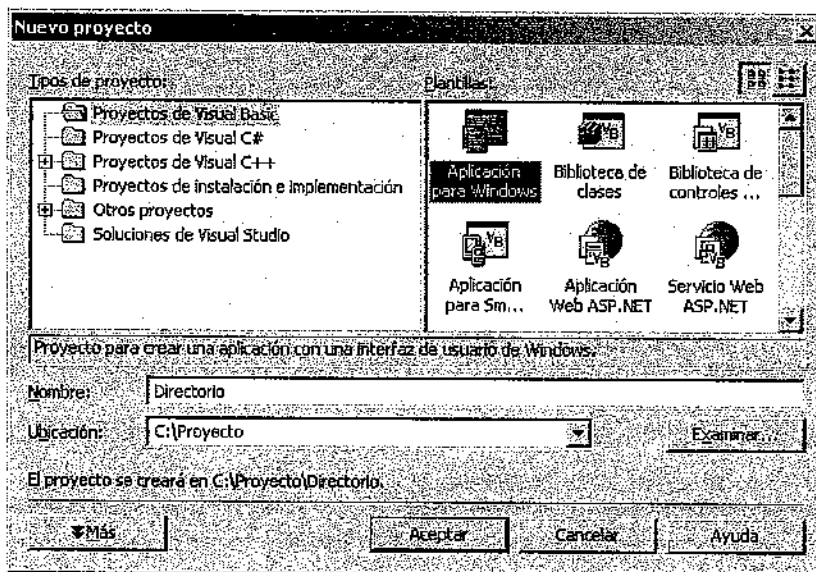 Nuevo proyecto
Tipos de proyecto:
Proyectos de Visual Basic
Proyectos de Visual C#
Proyectos de Visual C++
Proyectos de instalación e implementación
Otros proyectos
Soluciones de Visual Studio
Plantillas:
Aplicación para Windows
Biblioteca de clases
Biblioteca de controles ...
Aplicación para Sm...
Aplicación Web ASP.NET
Servicio Web ASP.NET
Proyecto para crear una aplicación con una interfaz de usuario de Windows.
Nombre: Directorio
Ubicación: C:\Proyecto
Examinar...
El proyecto se creará en C:\Proyecto\Directorio.
Más
Aceptar
Cancelar
Ayuda